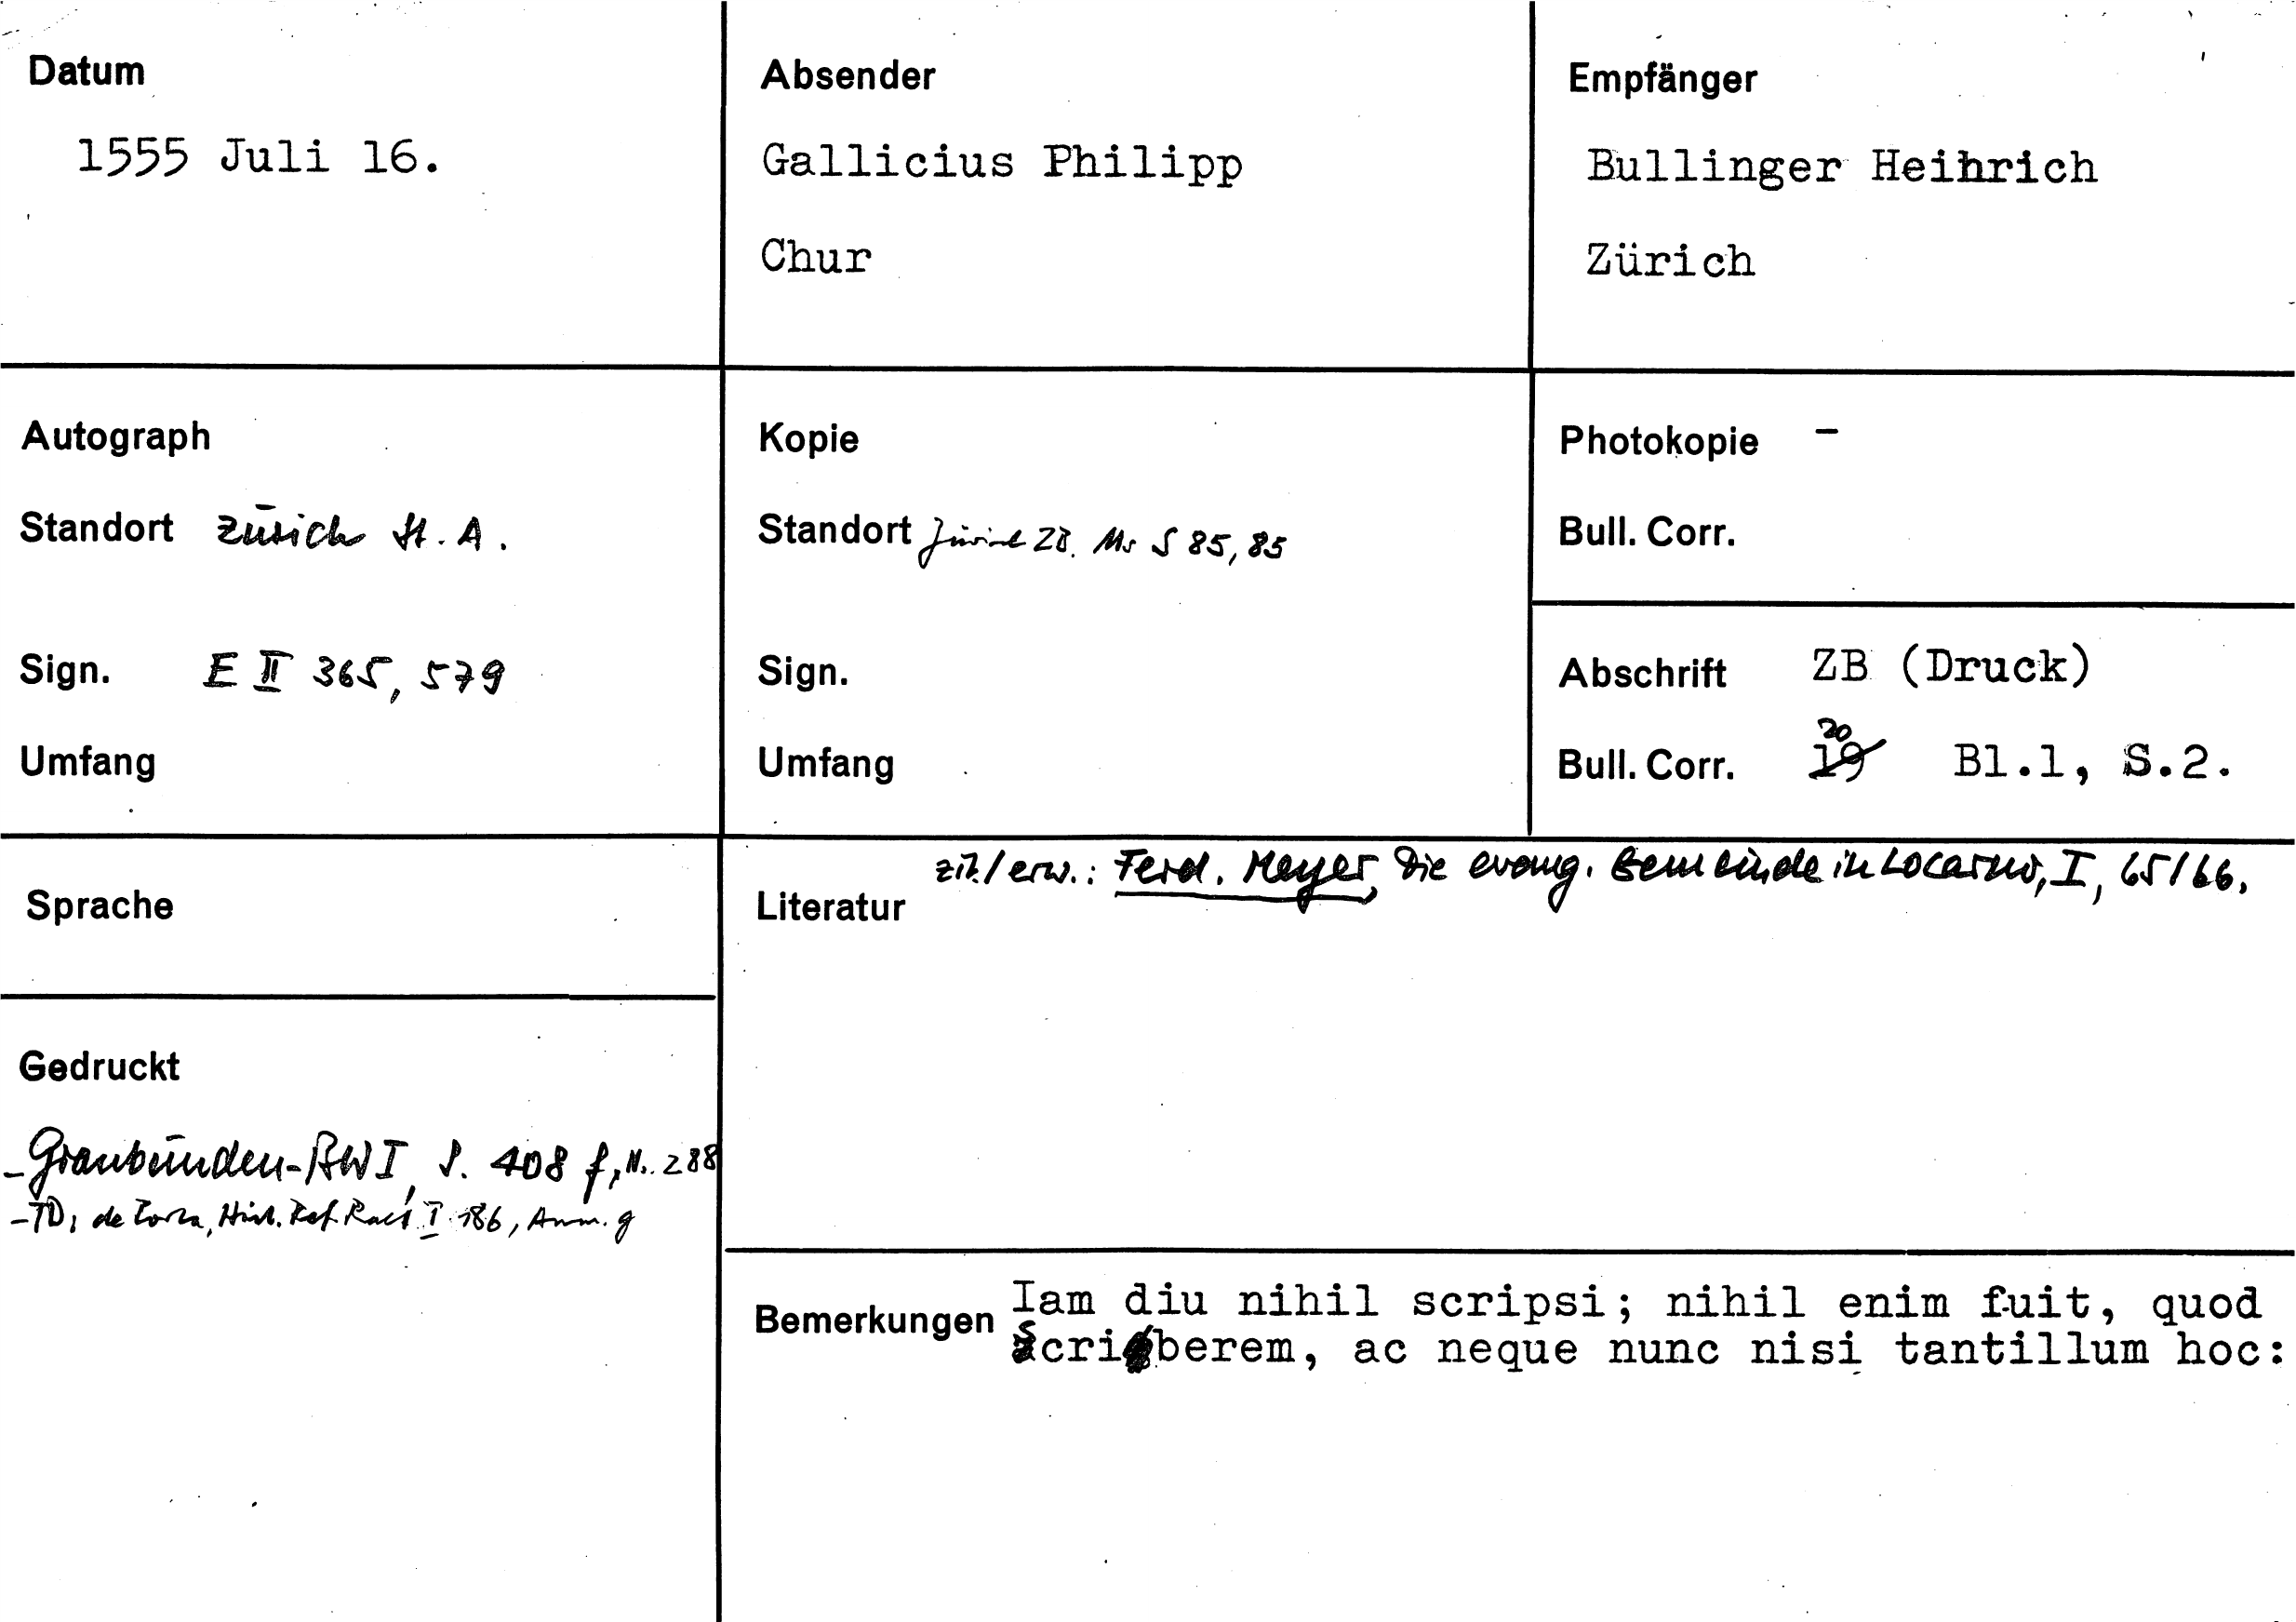 Datum
1555 Juli 16.
Absender
Gallicius Philipp
Chur
Empfänger
Bullinger Heinrich
Zürich
Autograph
Standort Zürich St. A.
Sign. E II 365, 579
Umfang
Kopie
Standort Zürich ZB. Ms S 85, 85
Sign.
Umfang
Photokopie –
Bull. Corr.
Abschrift ZB (Druck)
Bull. Corr. 19 20 Bl.1, S.2.
Sprache
Gedruckt
- Graubünden-BW I, S. 408 f, Nr. 288
- TD: de Porta, Hist. Ref. Raet. I 186, Anm. g
zit./erw.: Ferd. Meyer, Die evang. Gemeinde in Locarno, I, 65/66.
Literatur
Bemerkungen Iam diu nihil scripsi; nihil enim fuit, quod
scriberem, ac neque nunc nisi tantillum hoc: